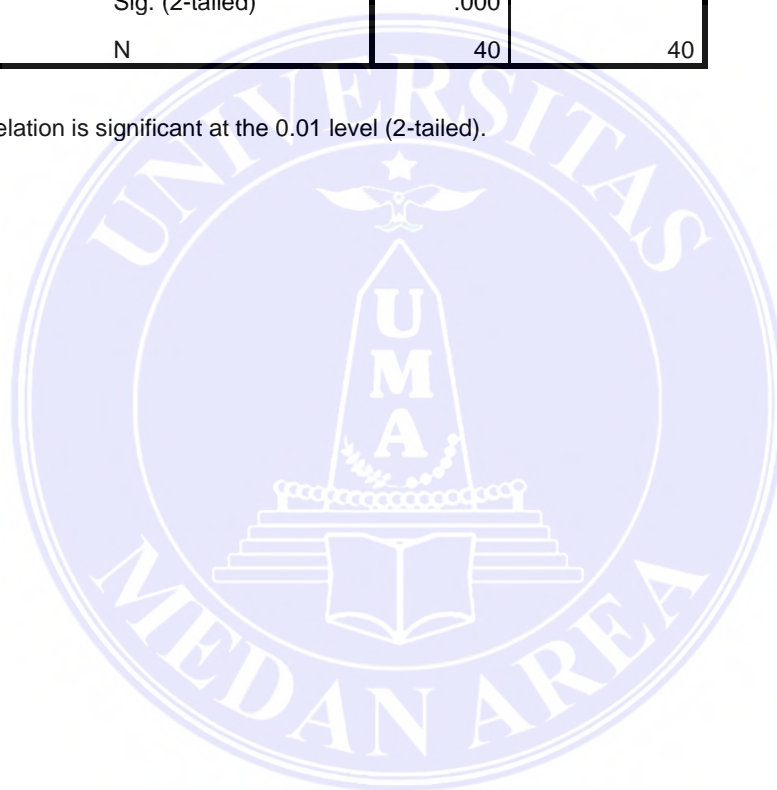 Sig. (2-tailed) .000
N 40 40
elation is significant at the 0.01 level (2-tailed).
UNIVERSITAS
U
M
A
MEDAN AREA